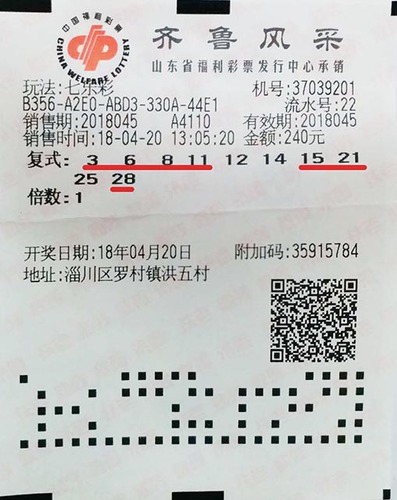 中国福利彩票
CHINA WELFARE LOTTERY
齐鲁风采
山东省福利彩票发行中心承销
玩法:七乐彩 机号:37039201
B356-A2E0-ABD3-330A-44E1 流水号:22
销售期:2018045 A4110 有效期:2018045
销售时间:18-04-20 13:05:20 金额:240元
复式: 3 6 8 11 12 14 15 21
25 28
倍数:1
开奖日期:18年04月20日 附加码:35915784
地址:淄川区罗村镇洪五村